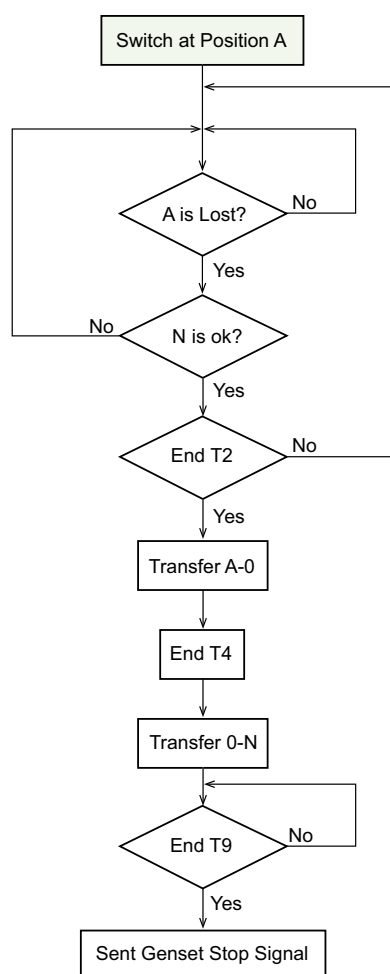 Switch at Position A
A is Lost?
No
Yes
No
N is ok?
Yes
End T2
No
Yes
Transfer A-0
End T4
Transfer 0-N
End T9
No
Yes
Sent Genset Stop Signal